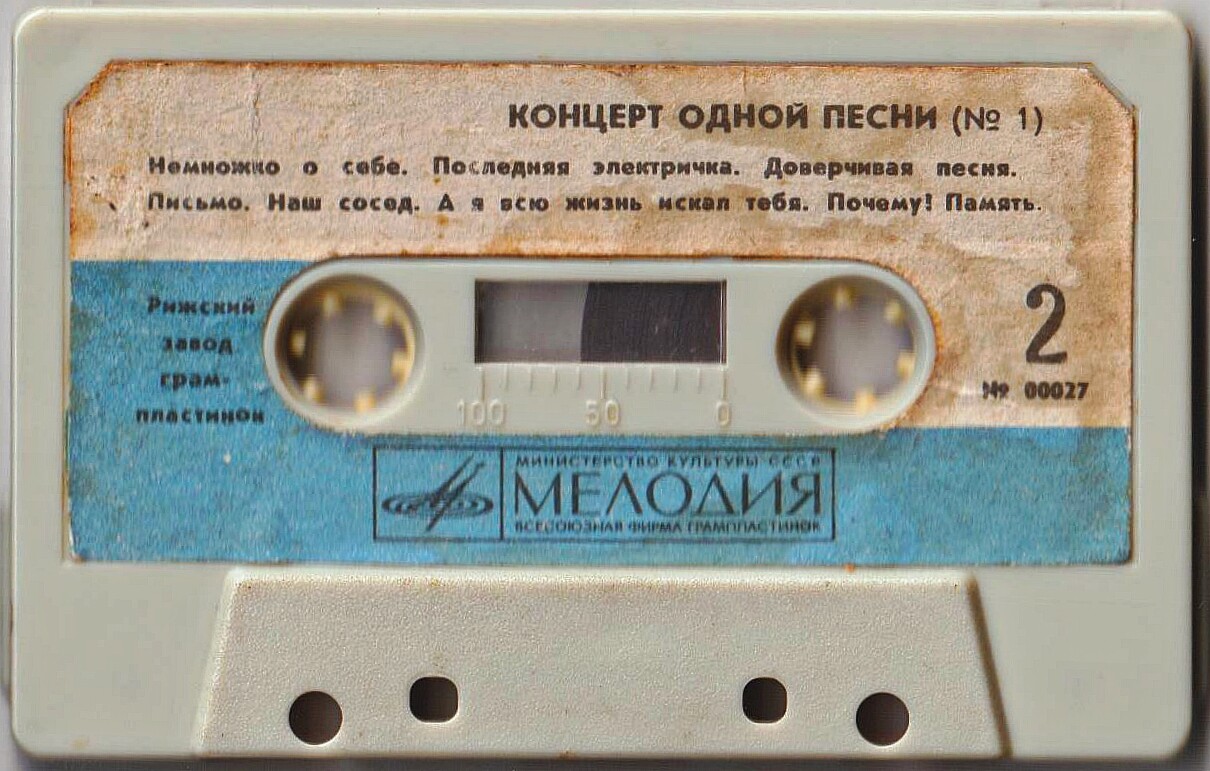 КОНЦЕРТ ОДНОЙ ПЕСНИ (№ 1)
Немножко о себе. Последняя электричка. Доверчивая песня.
Письмо. Наш сосед. А я всю жизнь искал тебя. Почему! Память.
2
№ 00027
Рижский
завод
грам-
пластинок
100 50 0
МИНИСТЕРСТВО КУЛЬТУРЫ СССР
МЕЛОДИЯ
ВСЕСОЮЗНАЯ ФИРМА ГРАМПЛАСТИНОК